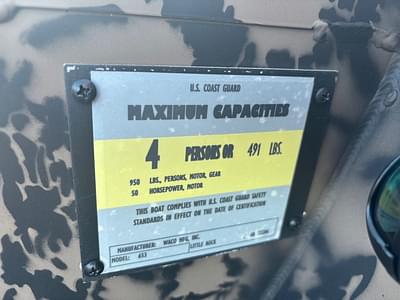 U.S. COAST GUARD
MAXIMUM CAPACITIES
4 PERSONS OR 491 LBS.
950 LBS., PERSONS, MOTOR, GEAR
50 HORSEPOWER, MOTOR
THIS BOAT COMPLIES WITH U.S. COAST GUARD SAFETY
STANDARDS IN EFFECT ON THE DATE OF CERTIFICATION
MANUFACTURER: WACO MFG, INC.
MODEL: 653 LITTLE ROCK